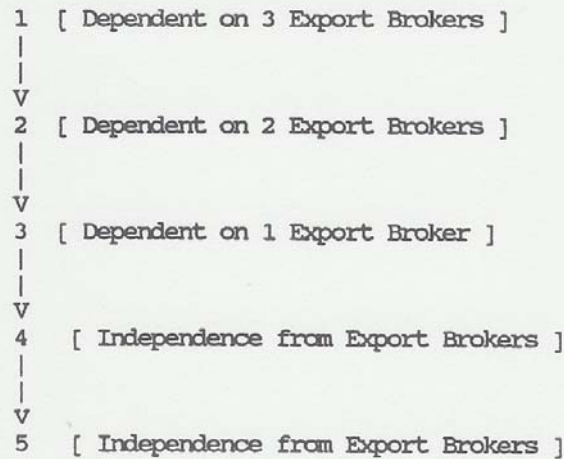 1 [ Dependent on 3 Export Brokers ]
|
|
V
2 [ Dependent on 2 Export Brokers ]
|
|
V
3 [ Dependent on 1 Export Broker ]
|
|
V
4 [ Independence from Export Brokers ]
|
|
V
5 [ Independence from Export Brokers ]